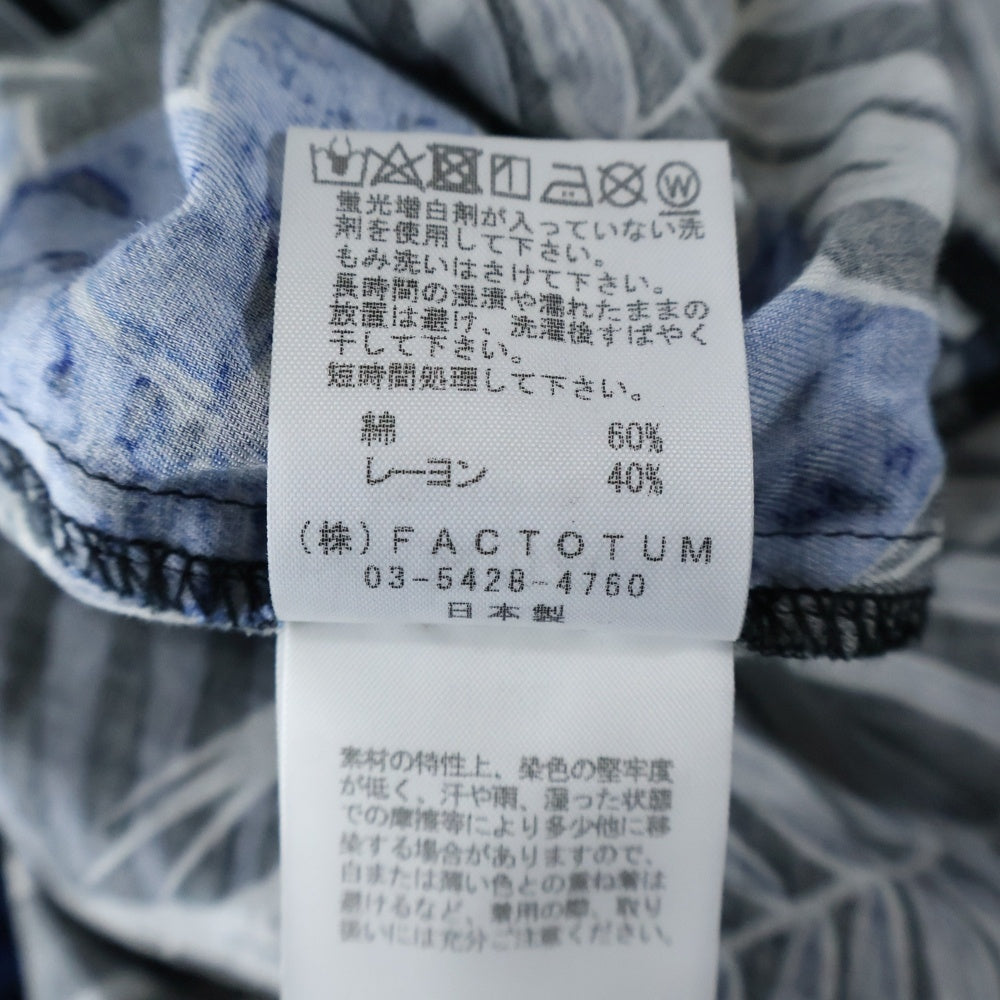 蛍光増白剤が入っていない洗
剤を使用して下さい。
もみ洗いはさけて下さい。
長時間の浸漬や濡れたままの
放置は避け、洗濯後すばやく
干して下さい。
短時間処理して下さい。
綿 60%
レーヨン 40%
(株)FACTOTUM
03-5428-4760
日本製
素材の特性上、染色の堅牢度
が低く、汗や雨、湿った状態
での摩擦等により多少他に移
染する場合がありますので、
白または薄い色との重ね着は
避けるなど、着用の際、取り
扱いには充分ご注意ください。